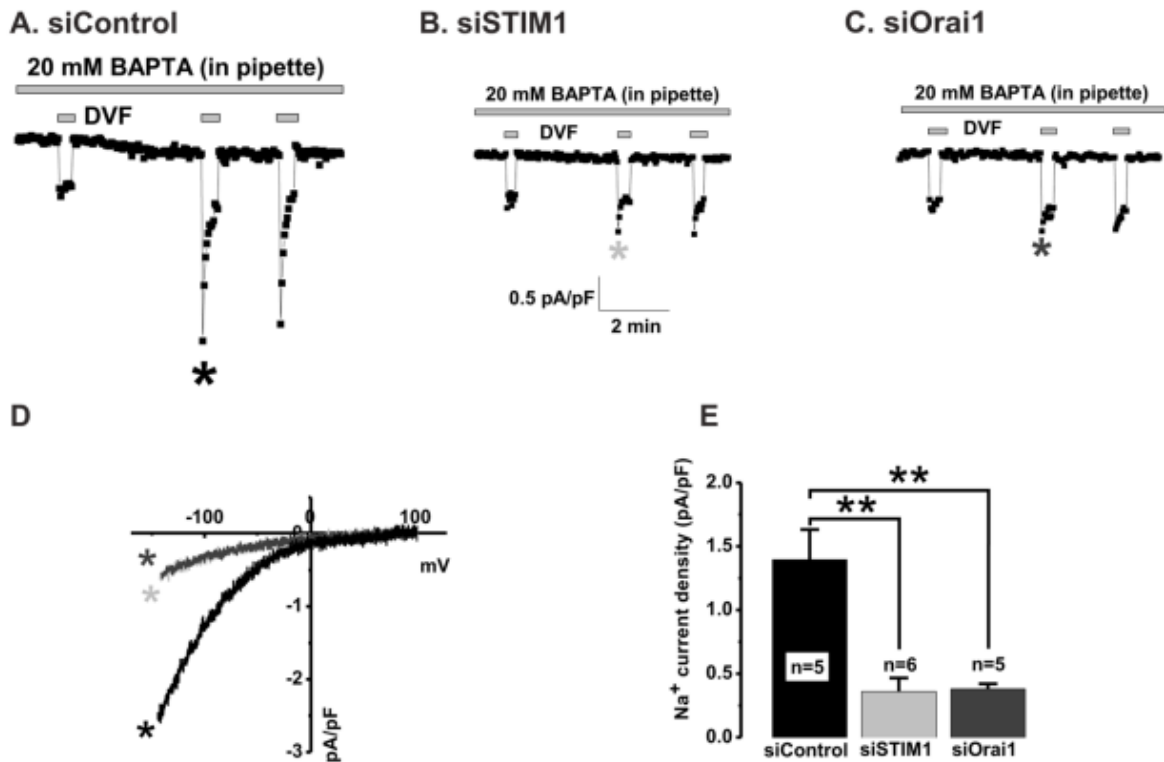 A. siControl
20 mM BAPTA (in pipette)
DVF
*
B. siSTIM1
20 mM BAPTA (in pipette)
DVF
*
0.5 pA/pF
2 min
C. siOrai1
20 mM BAPTA (in pipette)
DVF
*
D
-100
0
100
0
mV
*
*
-1
-2
*
-3
pA/pF
E
Na+ current density (pA/pF)
2.0
1.5
1.0
0.5
0.0
**
**
n=5
n=6
n=5
siControl
siSTIM1
siOrai1